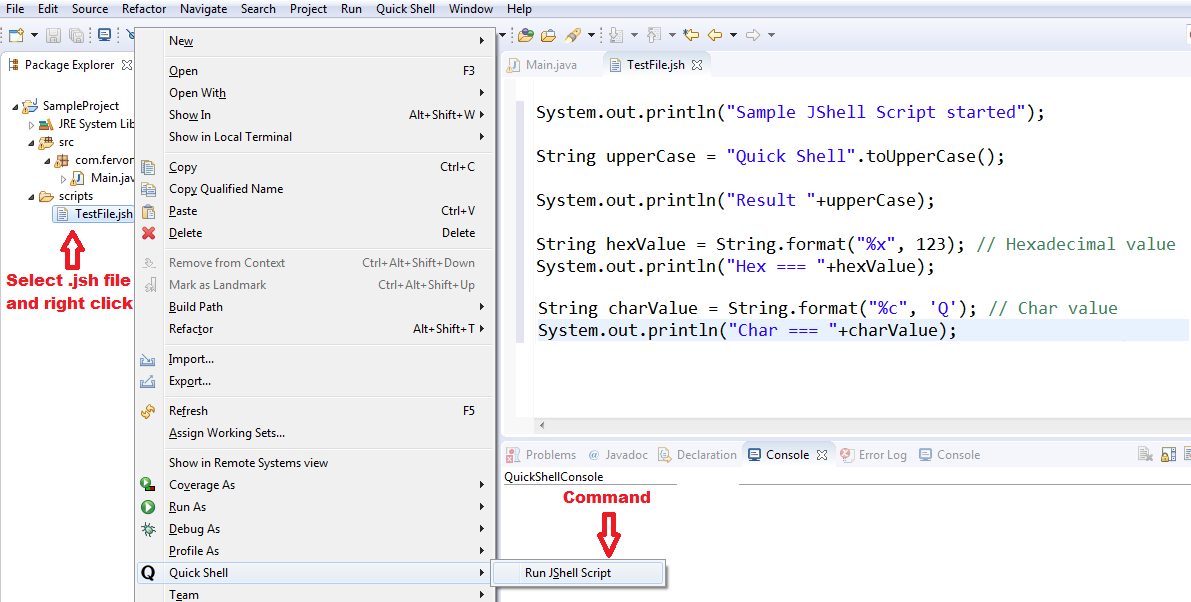 File Edit Source Refactor Navigate Search Project Run Quick Shell Window Help
Package Explorer
SampleProject
JRE System Lib
src
com.fervor
Main.jav
scripts
TestFile.jsh
Select .jsh file
and right click
New
Open F3
Open With
Show In Alt+Shift+W
Show in Local Terminal
Copy Ctrl+C
Copy Qualified Name
Paste Ctrl+V
Delete Delete
Remove from Context Ctrl+Alt+Shift+Down
Mark as Landmark Ctrl+Alt+Shift+Up
Build Path
Refactor Alt+Shift+T
Import...
Export...
Refresh F5
Assign Working Sets...
Show in Remote Systems view
Coverage As
Run As
Debug As
Profile As
Q Quick Shell
Team
Run JShell Script
Main.java TestFile.jsh
System.out.println("Sample JShell Script started");
String upperCase = "Quick Shell".toUpperCase();
System.out.println("Result "+upperCase);
String hexValue = String.format("%x", 123); // Hexadecimal value
System.out.println("Hex === "+hexValue);
String charValue = String.format("%c", 'Q'); // Char value
System.out.println("Char === "+charValue);
Problems @ Javadoc Declaration Console Error Log Console
QuickShellConsole
Command